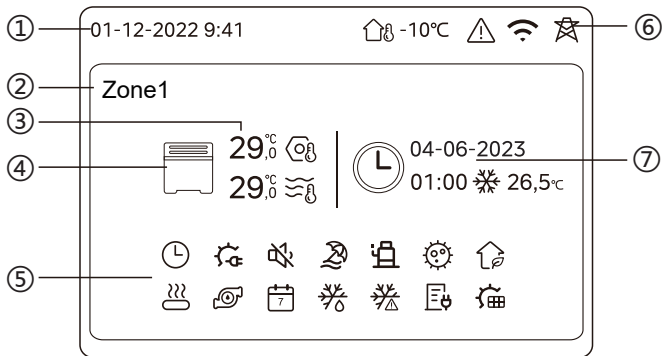 ① 01-12-2022 9:41 -10℃ ⑥
② Zone1
③
④ 29,0 ℃
29,0 ℃
04-06-2023 ⑦
01:00 26,5℃
⑤
7